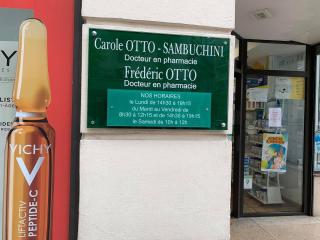 Carole OTTO - SAMBUCHINI
Docteur en pharmacie
Frédéric OTTO
Docteur en pharmacie
NOS HORAIRES
le Lundi de 14h30 à 19h15
du Mardi au Vendredi de
8h30 à 12h15 et de 14h30 à 19h15
le Samedi de 10h à 12h
VICHY
LIFTACTIV
PEPTIDE-C